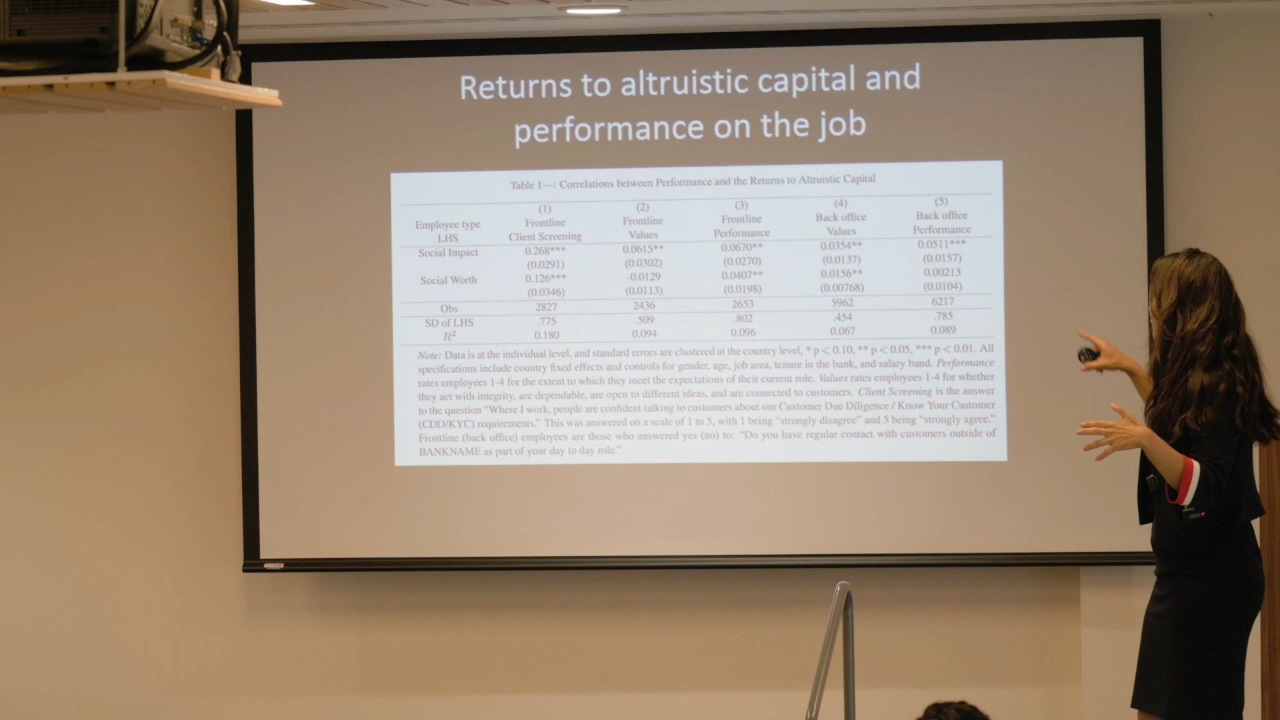 Returns to altruistic capital and
performance on the job
Table 1—: Correlations between Performance and the Returns to Altruistic Capital
(1) (2) (3) (4) (5)
Employee type Frontline Frontline Frontline Back office Back office
LHS Client Screening Values Performance Values Performance
Social Impact 0.268*** 0.0615** 0.0670** 0.0354** 0.0511***
(0.0291) (0.0302) (0.0270) (0.0137) (0.0157)
Social Worth 0.126*** -0.0129 0.0407** 0.0156** 0.00213
(0.0346) (0.0113) (0.0198) (0.00768) (0.0104)
Obs 2827 2436 2653 5962 6217
SD of LHS .775 .509 .802 .454 .785
R² 0.180 0.094 0.096 0.067 0.089
Note: Data is at the individual level, and standard errors are clustered at the country level, * p < 0.10, ** p < 0.05, *** p < 0.01. All
specifications include country fixed effects and controls for gender, age, job area, tenure in the bank, and salary band. Performance
rates employees 1-4 for the extent to which they meet the expectations of their current role. Values rates employees 1-4 for whether
they act with integrity, are dependable, are open to different ideas, and are connected to customers. Client Screening is the answer
to the question "Where I work, people are confident talking to customers about our Customer Due Diligence / Know Your Customer
(CDD/KYC) requirements." This was answered on a scale of 1 to 5, with 1 being "strongly disagree" and 5 being "strongly agree."
Frontline (back office) employees are those who answered yes (no) to: "Do you have regular contact with customers outside of
BANKNAME as part of your day to day role."